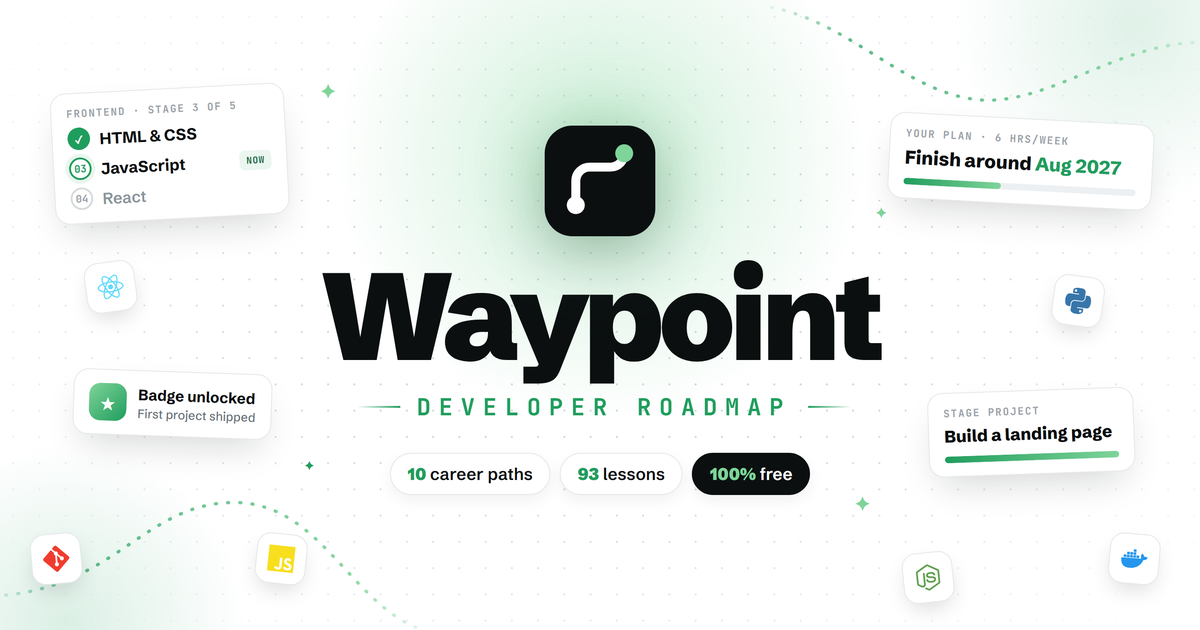 FRONTEND · STAGE 3 OF 5
HTML & CSS
03 JavaScript NOW
04 React
YOUR PLAN · 6 HRS/WEEK
Finish around Aug 2027
Waypoint
DEVELOPER ROADMAP
Badge unlocked
First project shipped
STAGE PROJECT
Build a landing page
10 career paths
93 lessons
100% free
JS
JS